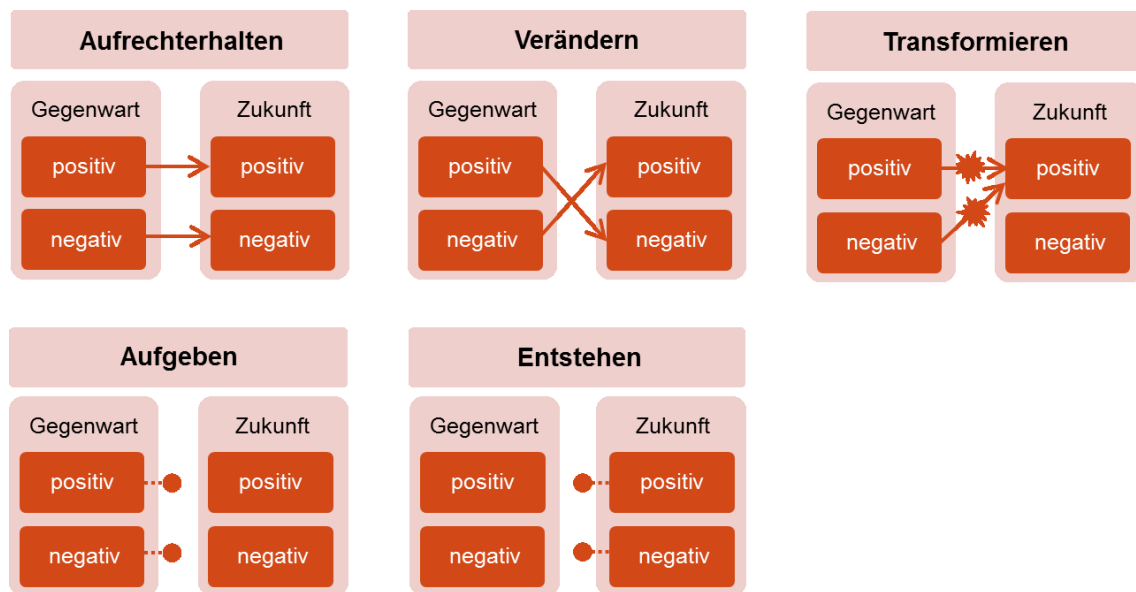 Aufrechterhalten
Gegenwart
Zukunft
positiv
positiv
negativ
negativ
Verändern
Gegenwart
Zukunft
positiv
positiv
negativ
negativ
Transformieren
Gegenwart
Zukunft
positiv
positiv
negativ
negativ
Aufgeben
Gegenwart
Zukunft
positiv
positiv
negativ
negativ
Entstehen
Gegenwart
Zukunft
positiv
positiv
negativ
negativ